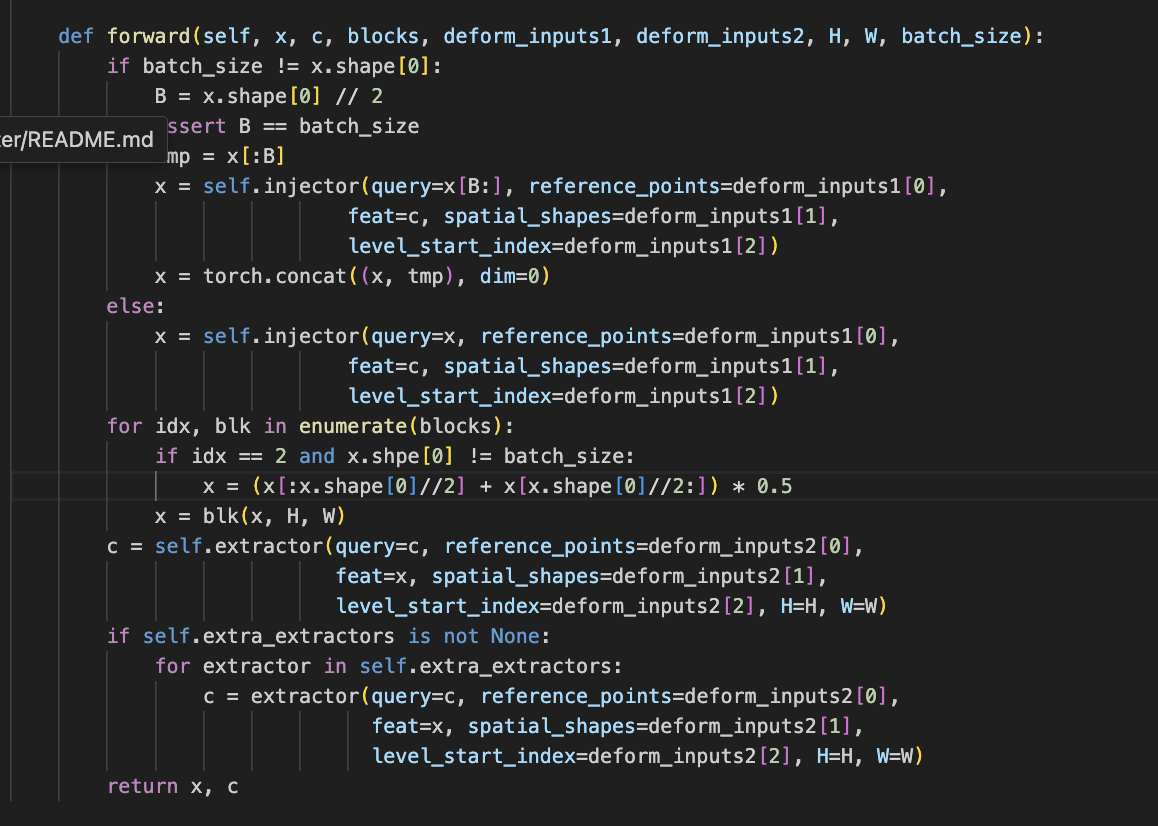 def forward(self, x, c, blocks, deform_inputs1, deform_inputs2, H, W, batch_size):
if batch_size != x.shape[0]:
B = x.shape[0] // 2
ssert B == batch_size
er/README.md
mp = x[:B]
x = self.injector(query=x[B:], reference_points=deform_inputs1[0],
feat=c, spatial_shapes=deform_inputs1[1],
level_start_index=deform_inputs1[2])
x = torch.concat((x, tmp), dim=0)
else:
x = self.injector(query=x, reference_points=deform_inputs1[0],
feat=c, spatial_shapes=deform_inputs1[1],
level_start_index=deform_inputs1[2])
for idx, blk in enumerate(blocks):
if idx == 2 and x.shpe[0] != batch_size:
x = (x[:x.shape[0]//2] + x[x.shape[0]//2:]) * 0.5
x = blk(x, H, W)
c = self.extractor(query=c, reference_points=deform_inputs2[0],
feat=x, spatial_shapes=deform_inputs2[1],
level_start_index=deform_inputs2[2], H=H, W=W)
if self.extra_extractors is not None:
for extractor in self.extra_extractors:
c = extractor(query=c, reference_points=deform_inputs2[0],
feat=x, spatial_shapes=deform_inputs2[1],
level_start_index=deform_inputs2[2], H=H, W=W)
return x, c